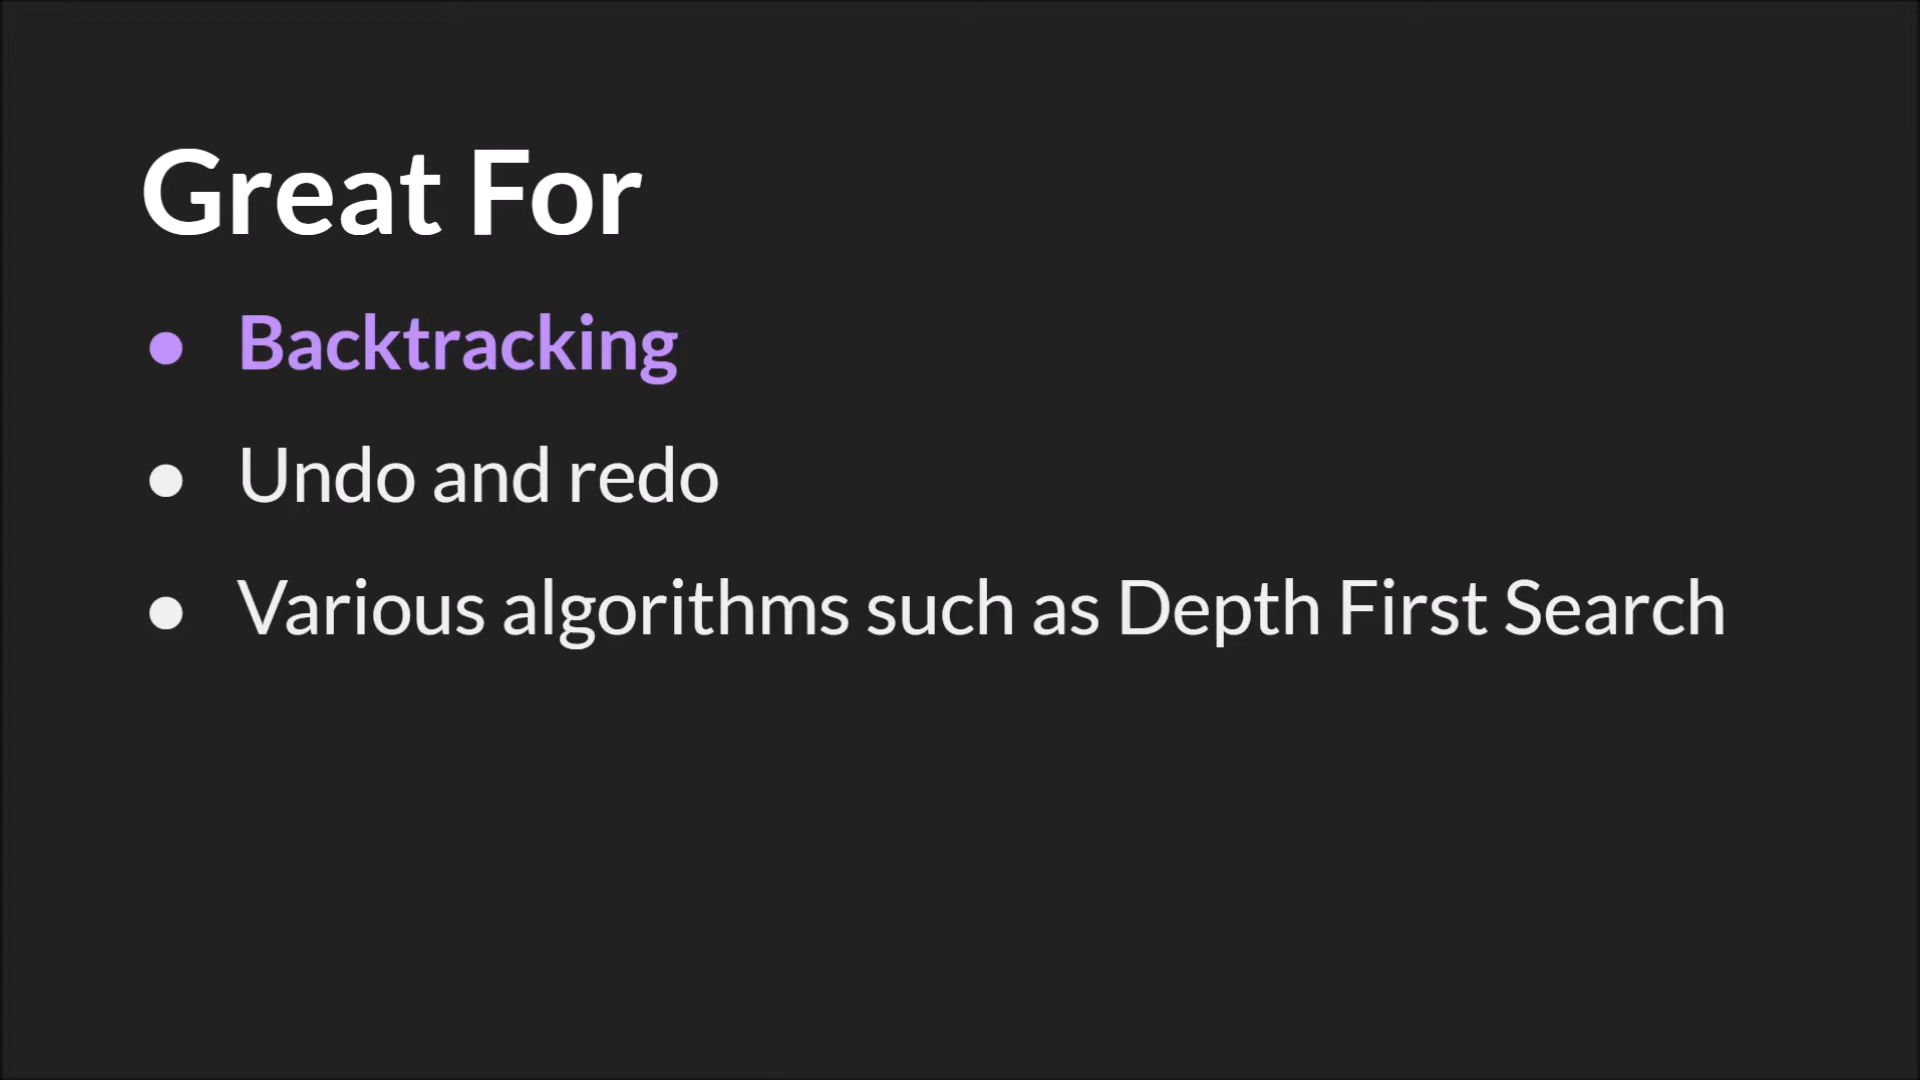 Great For
● Backtracking
● Undo and redo
● Various algorithms such as Depth First Search